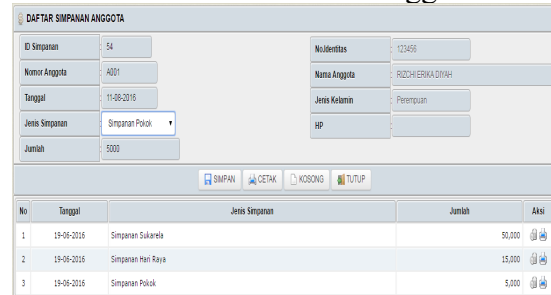 DAFTAR SIMPANAN ANGGOTA
ID Simpanan : 54 No.Identitas : 123456
Nomor Anggota : A001 Nama Anggota : RIZCHI ERIKA DIYAH
Tanggal : 11-08-2016 Jenis Kelamin : Perempuan
Jenis Simpanan : Simpanan Pokok HP :
Jumlah : 5000
SIMPAN CETAK KOSONG TUTUP
No Tanggal Jenis Simpanan Jumlah Aksi
1 19-06-2016 Simpanan Sukarela 50,000
2 19-06-2016 Simpanan Hari Raya 15,000
3 19-06-2016 Simpanan Pokok 5,000